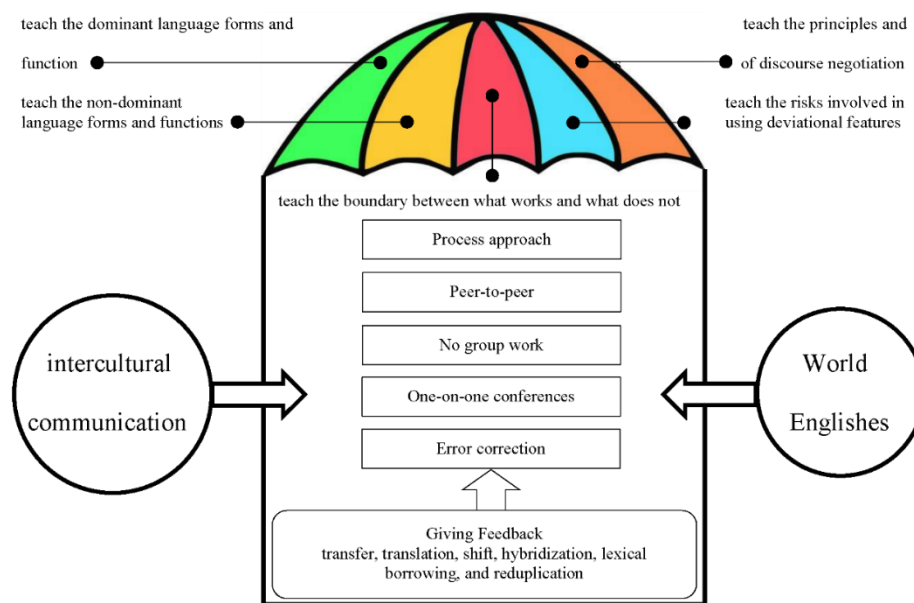 teach the dominant language forms and
function
teach the non-dominant
language forms and functions
teach the principles and
of discourse negotiation
teach the risks involved in
using deviational features
teach the boundary between what works and what does not
Process approach
Peer-to-peer
No group work
One-on-one conferences
Error correction
intercultural
communication
World
Englishes
Giving Feedback
transfer, translation, shift, hybridization, lexical
borrowing, and reduplication